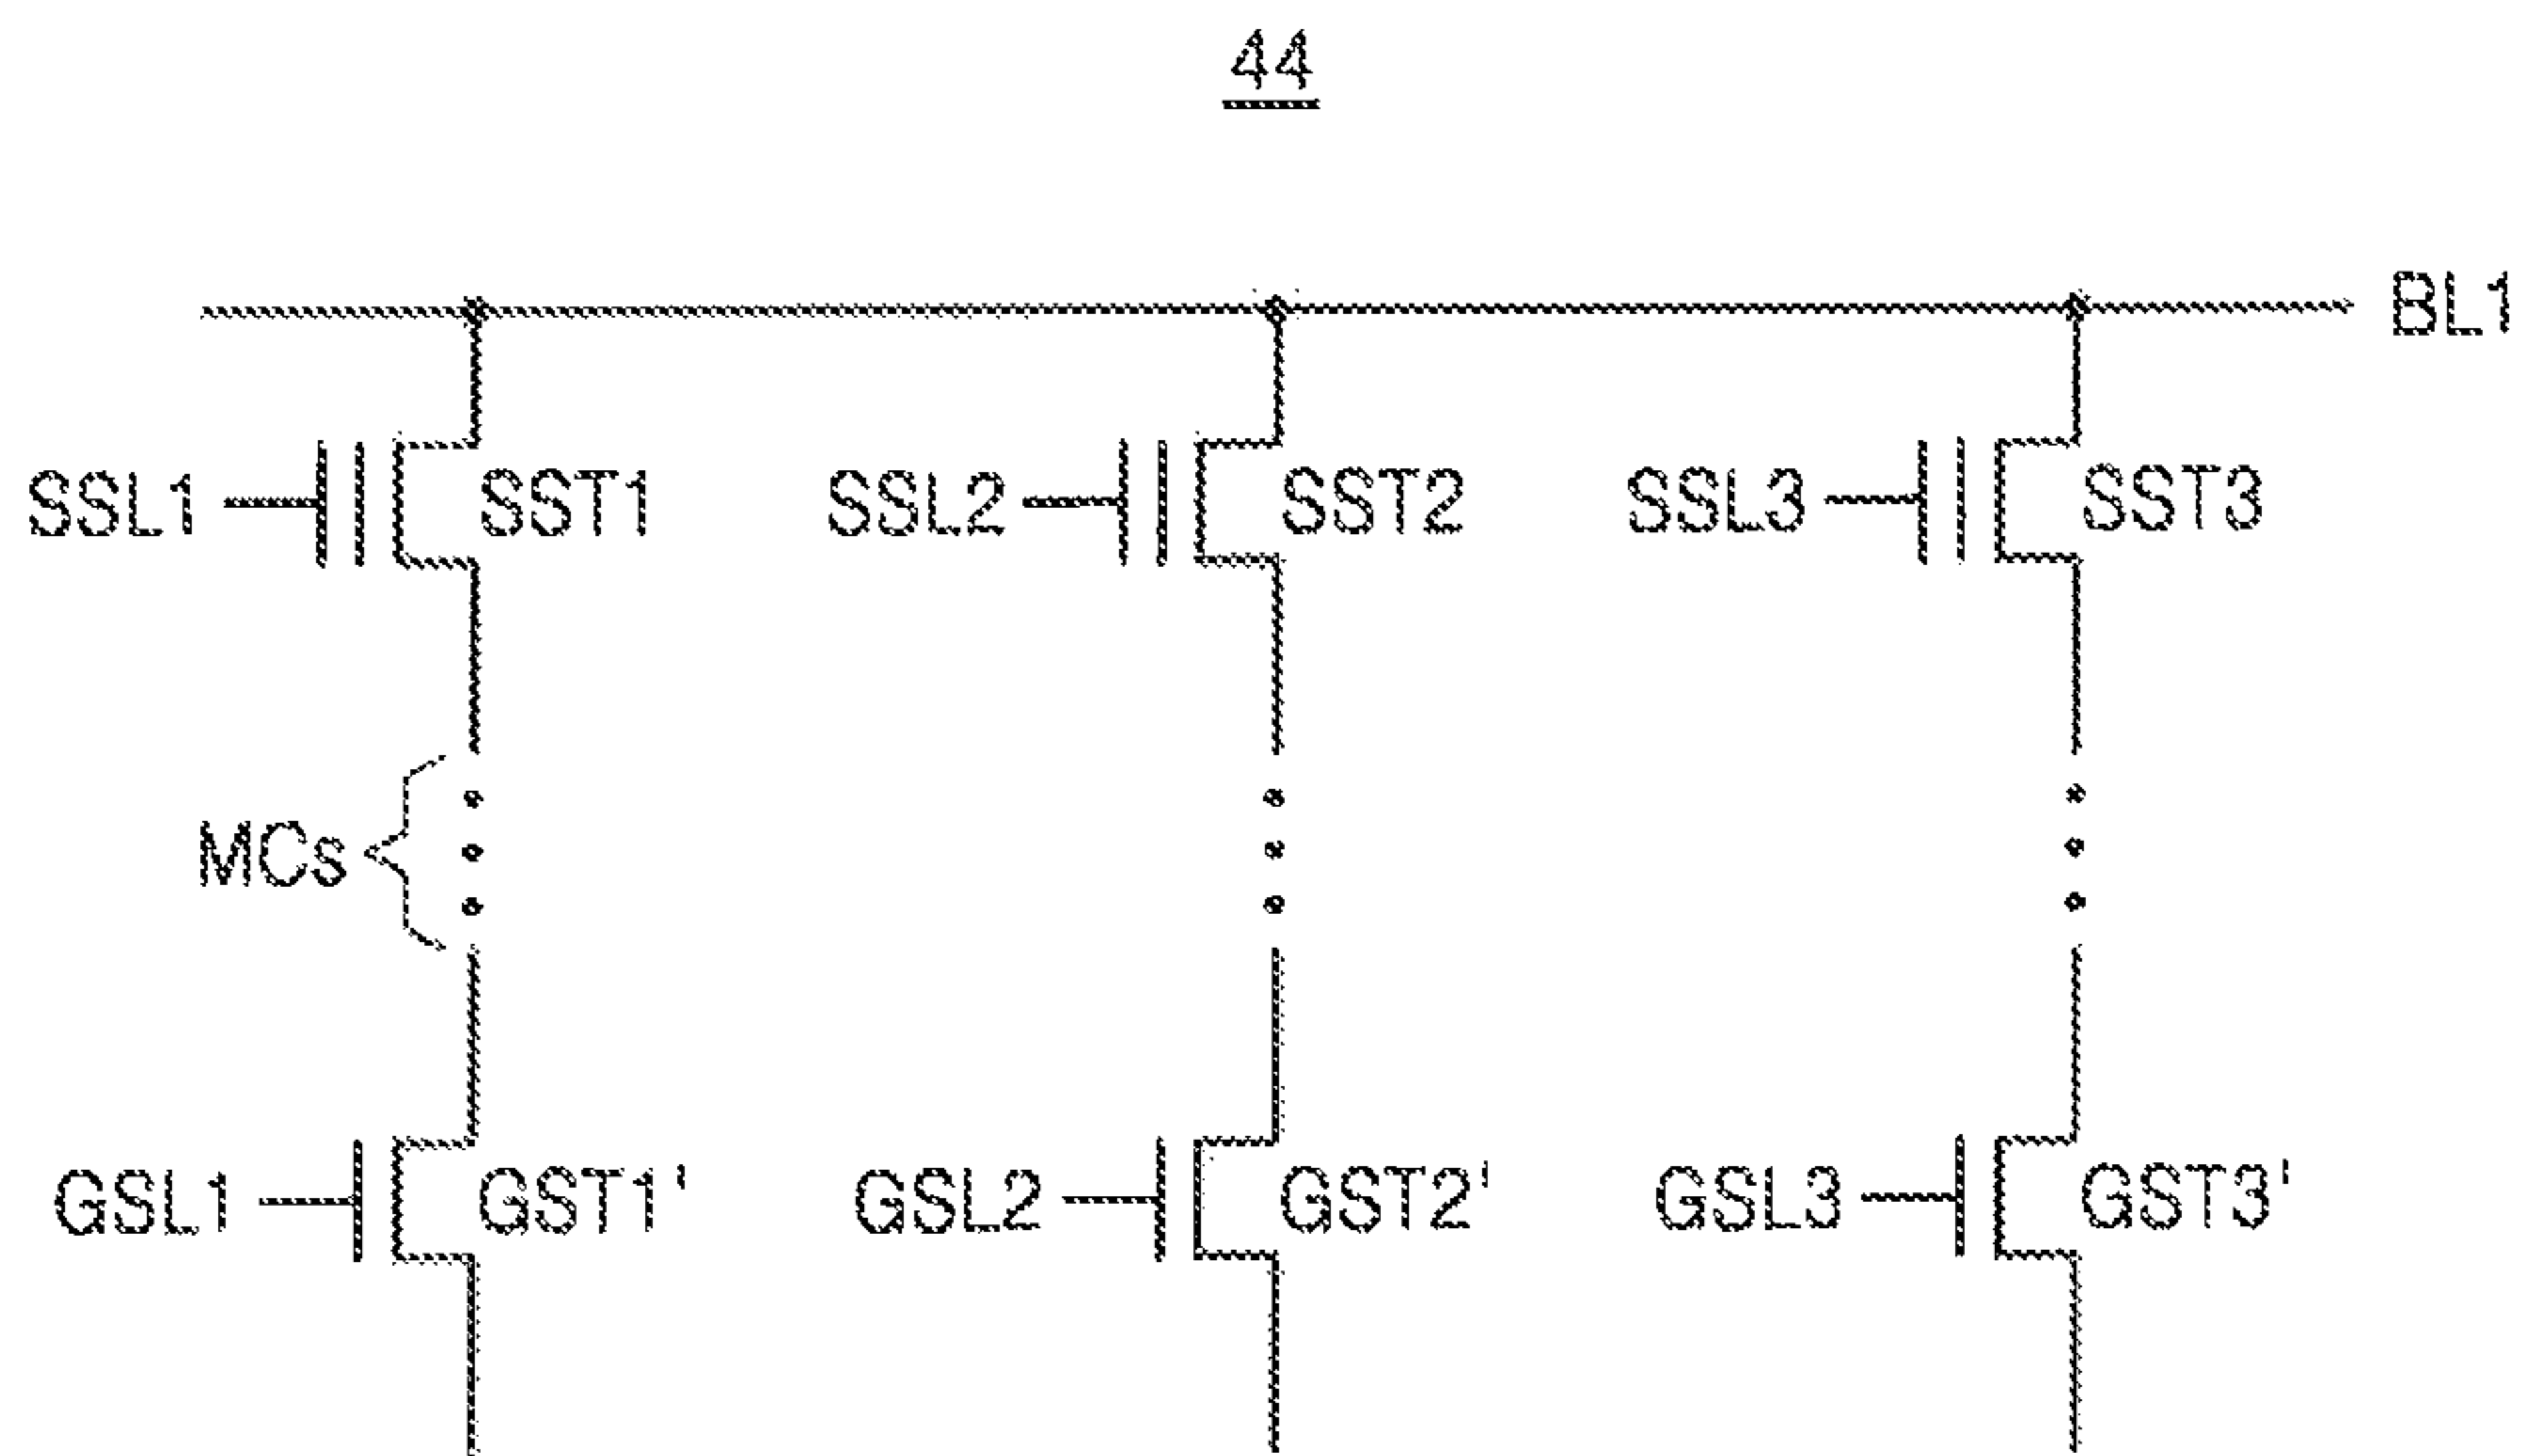 44
BL1
SSL1 SST1 SSL2 SST2 SSL3 SST3
MCs
GSL1 GST1' GSL2 GST2' GSL3 GST3'